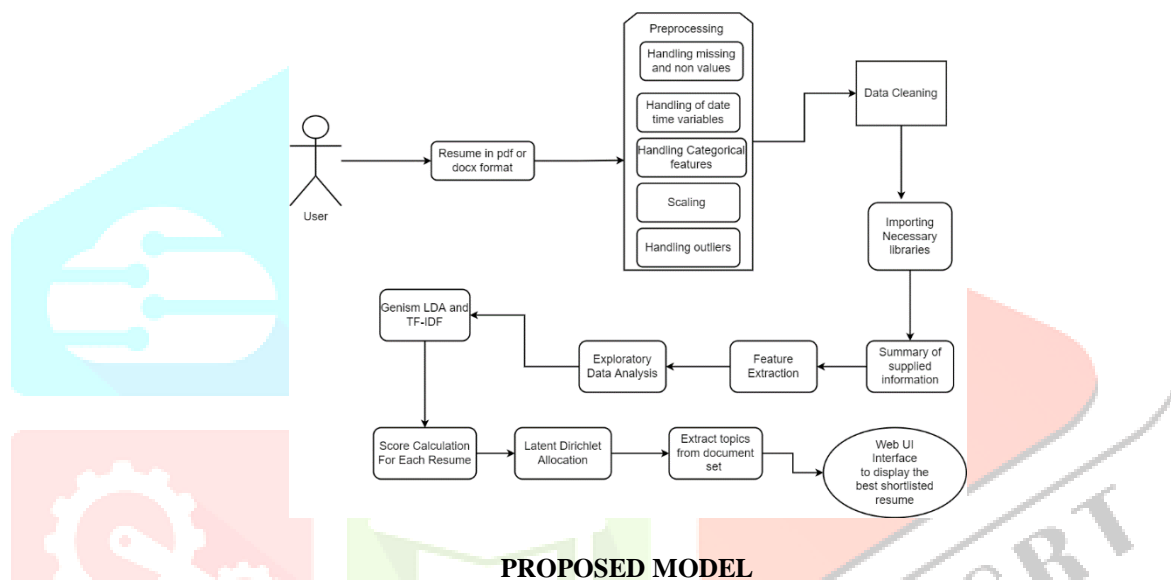 Preprocessing
Handling missing
and non values
Handling of date
time variables
Handling Categorical
features
Scaling
Handling outliers
Data Cleaning
User
Resume in pdf or
docx format
Importing
Necessary
libraries
Summary of
supplied
information
Feature
Extraction
Exploratory
Data Analysis
Genism LDA and
TF-IDF
Score Calculation
For Each Resume
Latent Dirichlet
Allocation
Extract topics
from document
set
Web UI
Interface
to display the
best shortlisted
resume
PROPOSED MODEL
RT